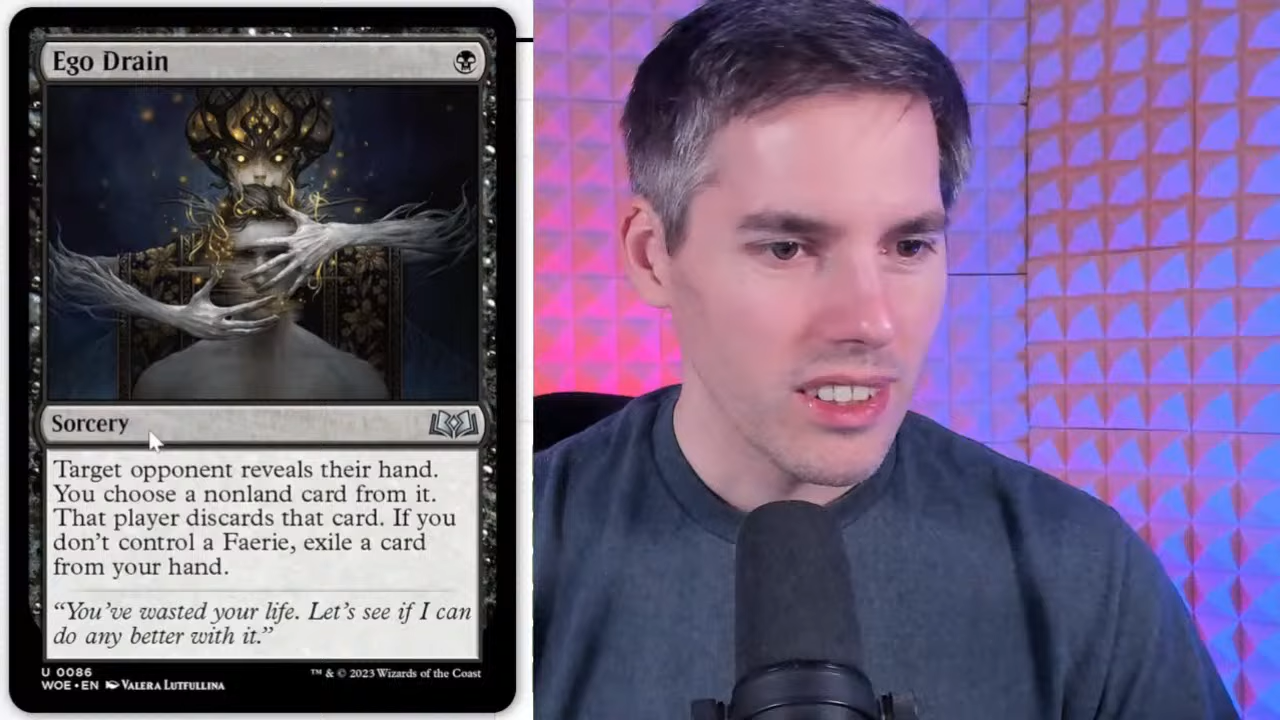 Ego Drain
Sorcery
Target opponent reveals their hand.
You choose a nonland card from it.
That player discards that card. If you
don't control a Faerie, exile a card
from your hand.
"You've wasted your life. Let's see if I can
do any better with it."
U 0086
WOE • EN VALERA LUTFULLINA
™ & © 2023 Wizards of the Coast